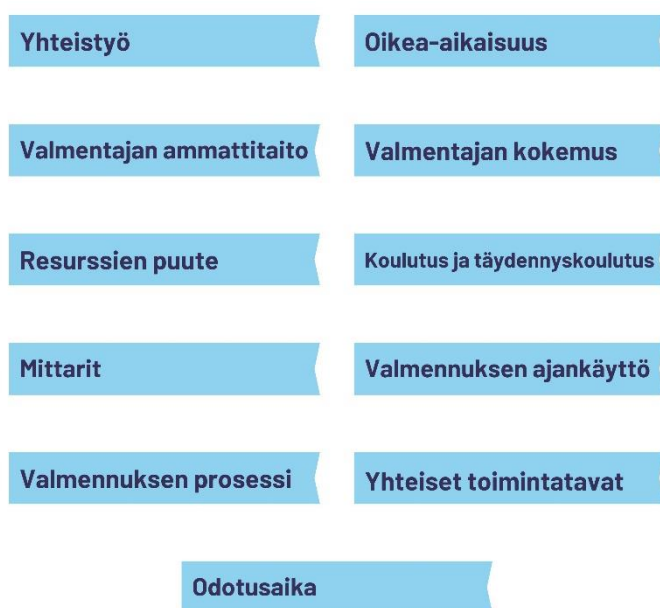 Yhteistyö
Oikea-aikaisuus
Valmentajan ammattitaito
Valmentajan kokemus
Resurssien puute
Koulutus ja täydennyskoulutus
Mittarit
Valmennuksen ajankäyttö
Valmennuksen prosessi
Yhteiset toimintatavat
Odotusaika